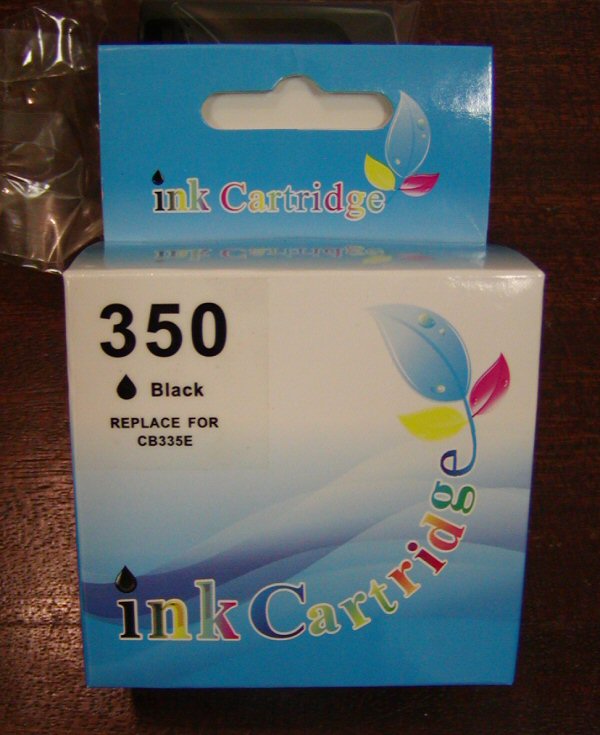 ink Cartridge
350
Black
REPLACE FOR
CB335E
ink Cartridge